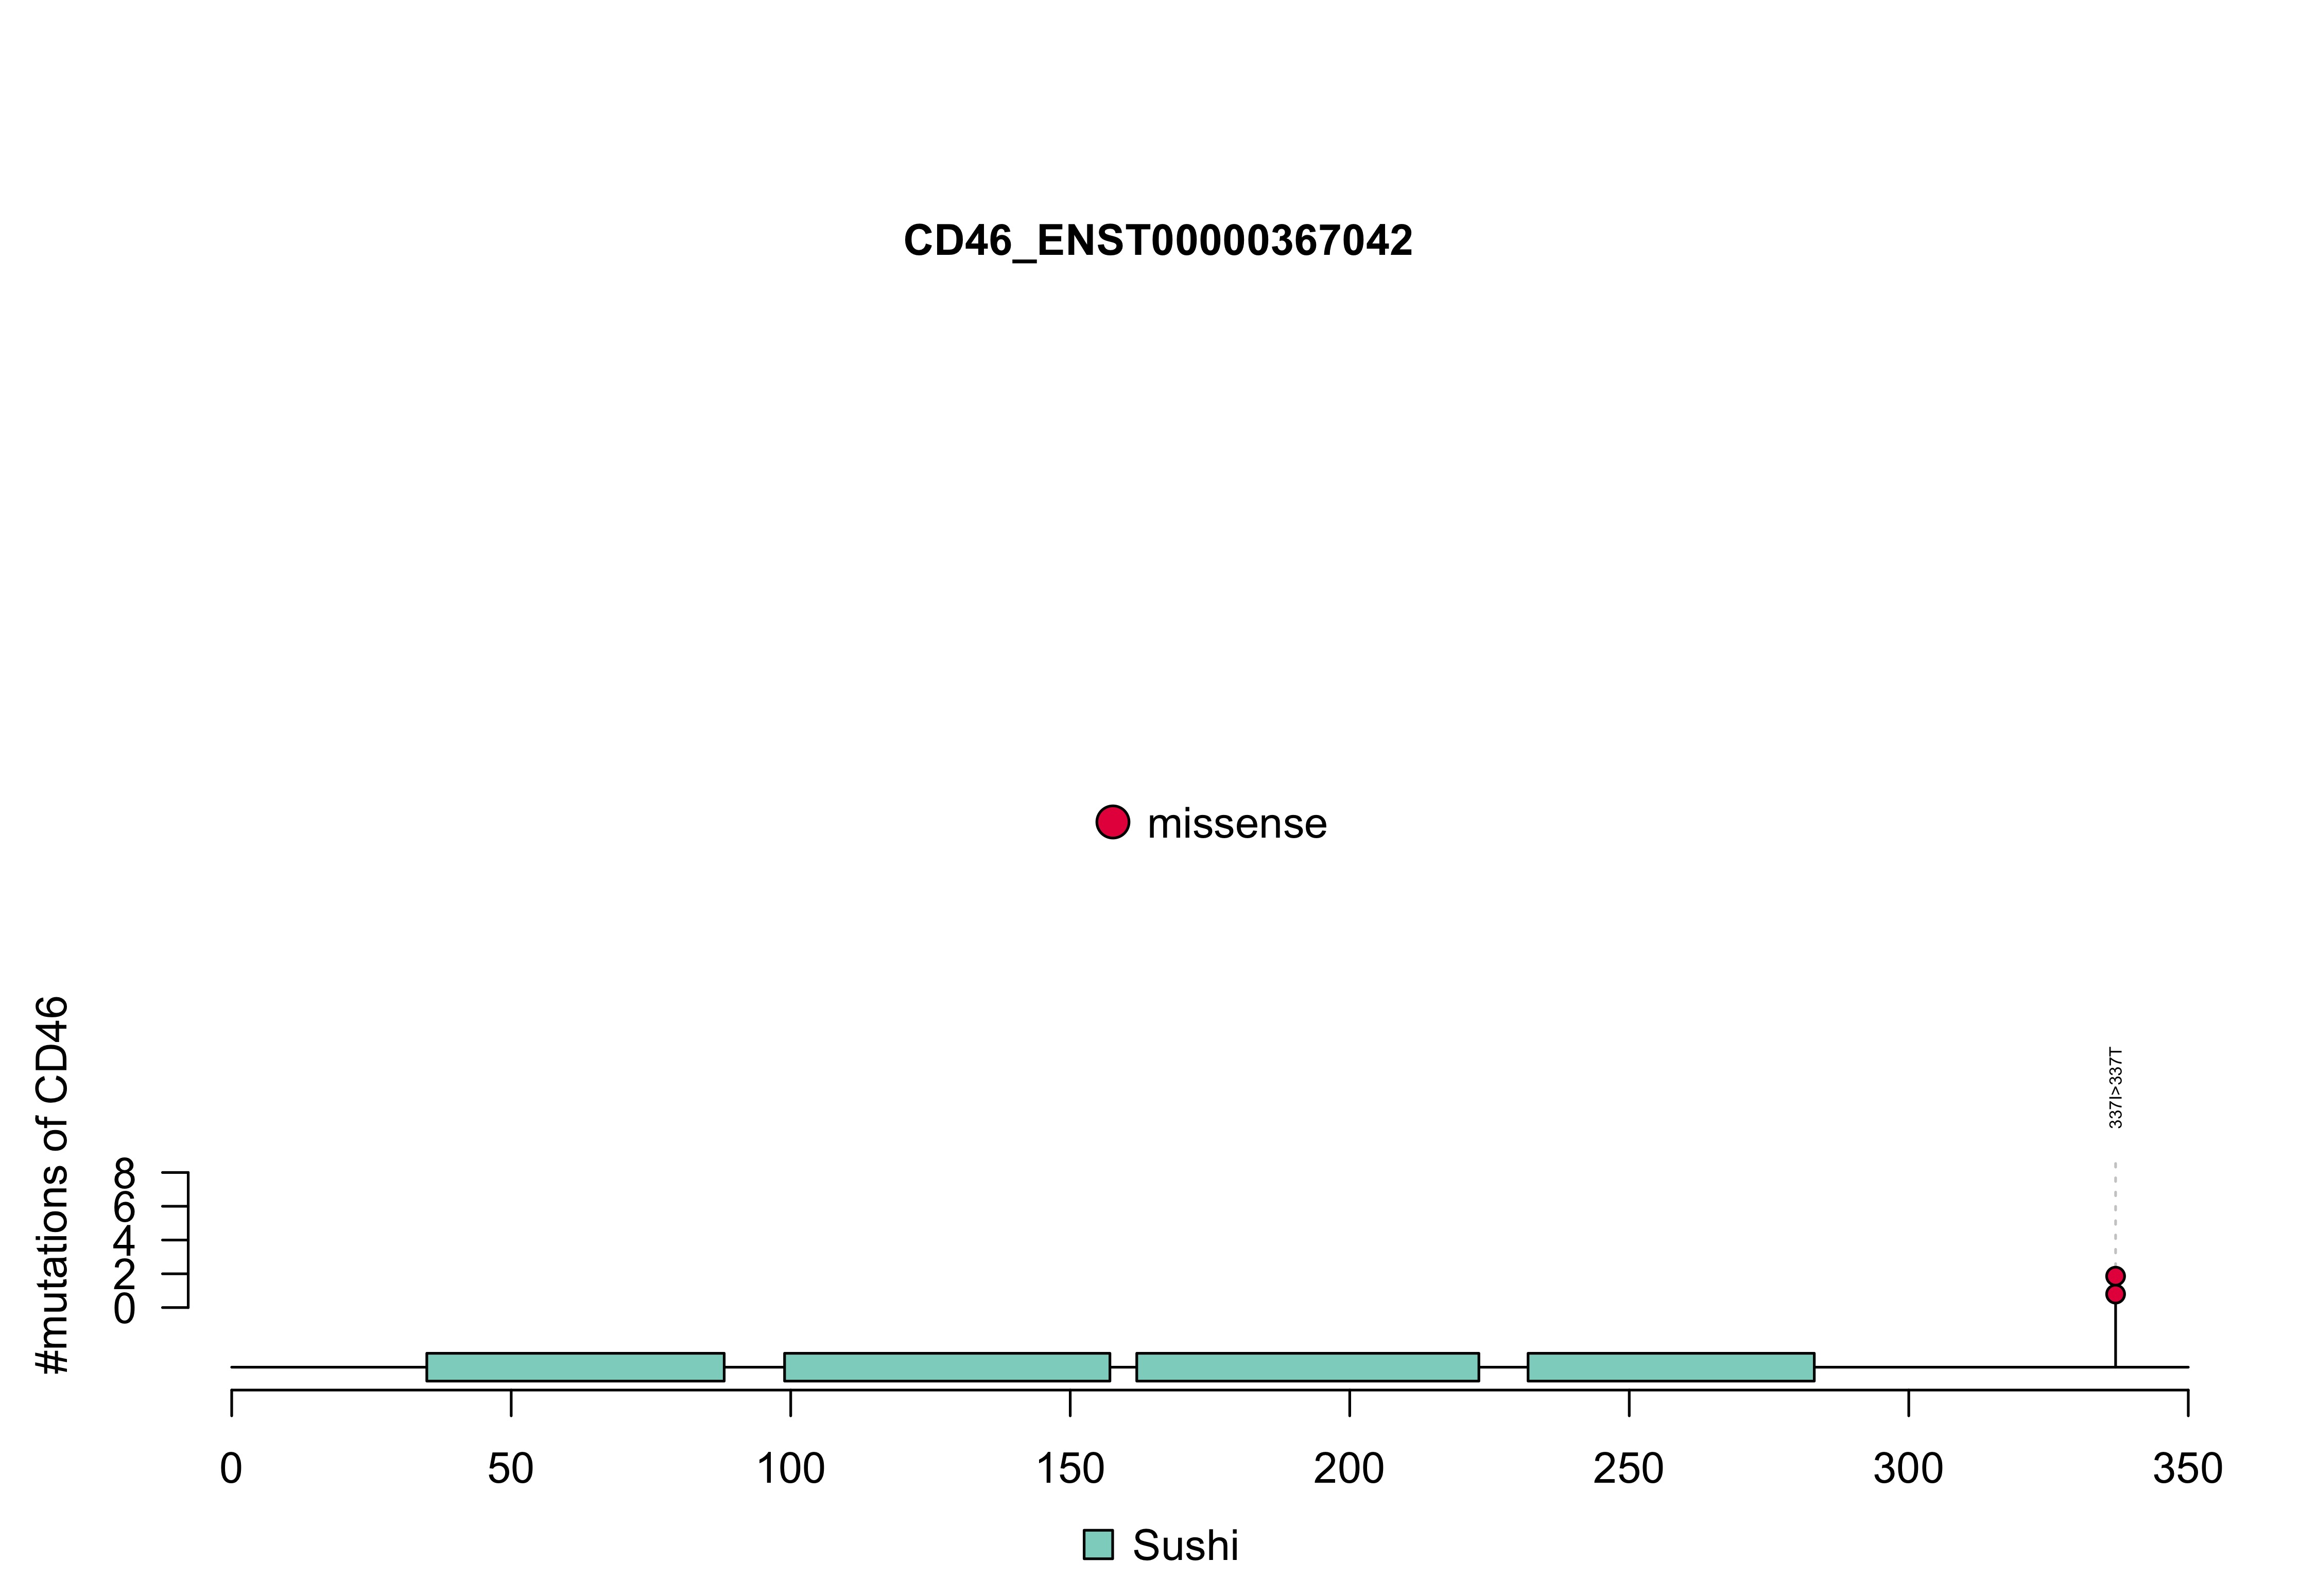 CD46_ENST00000367042
missense
#mutations of CD46
337I>337T
8
6
4
2
0
0 50 100 150 200 250 300 350
Sushi